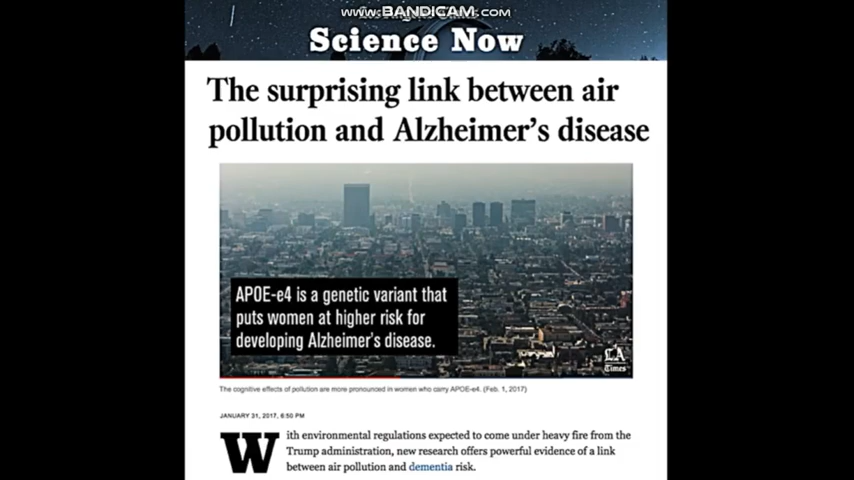 WWW.BANDICAM.COM
Science Now
The surprising link between air
pollution and Alzheimer's disease
APOE-e4 is a genetic variant that
puts women at higher risk for
developing Alzheimer's disease.
LA
Times
The cognitive effects of pollution are more pronounced in women who carry APOE-e4. (Feb. 1, 2017)
JANUARY 31, 2017, 6:50 PM
With environmental regulations expected to come under heavy fire from the
Trump administration, new research offers powerful evidence of a link
between air pollution and dementia risk.